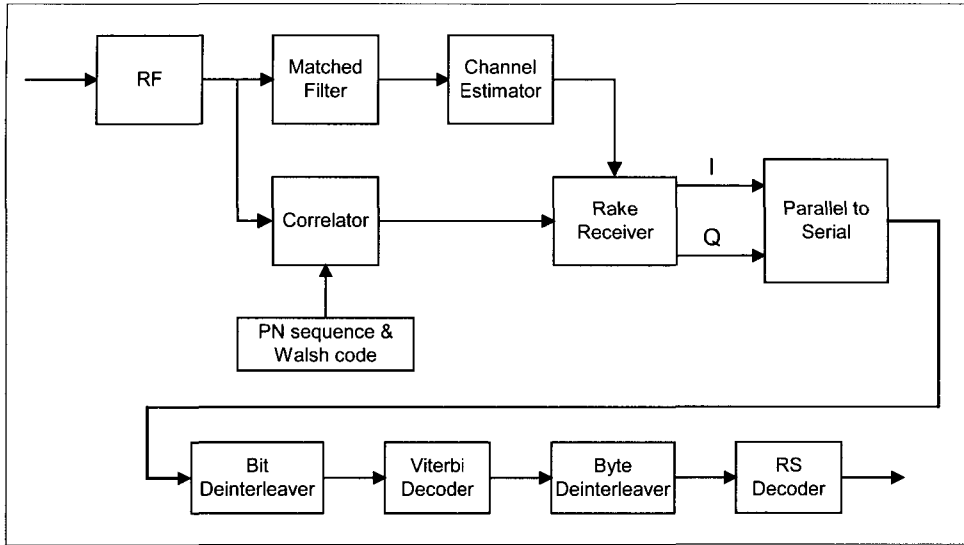 RF
Matched
Filter
Channel
Estimator
Correlator
PN sequence &
Walsh code
Rake
Receiver
I
Q
Parallel to
Serial
Bit
Deinterleaver
Viterbi
Decoder
Byte
Deinterleaver
RS
Decoder